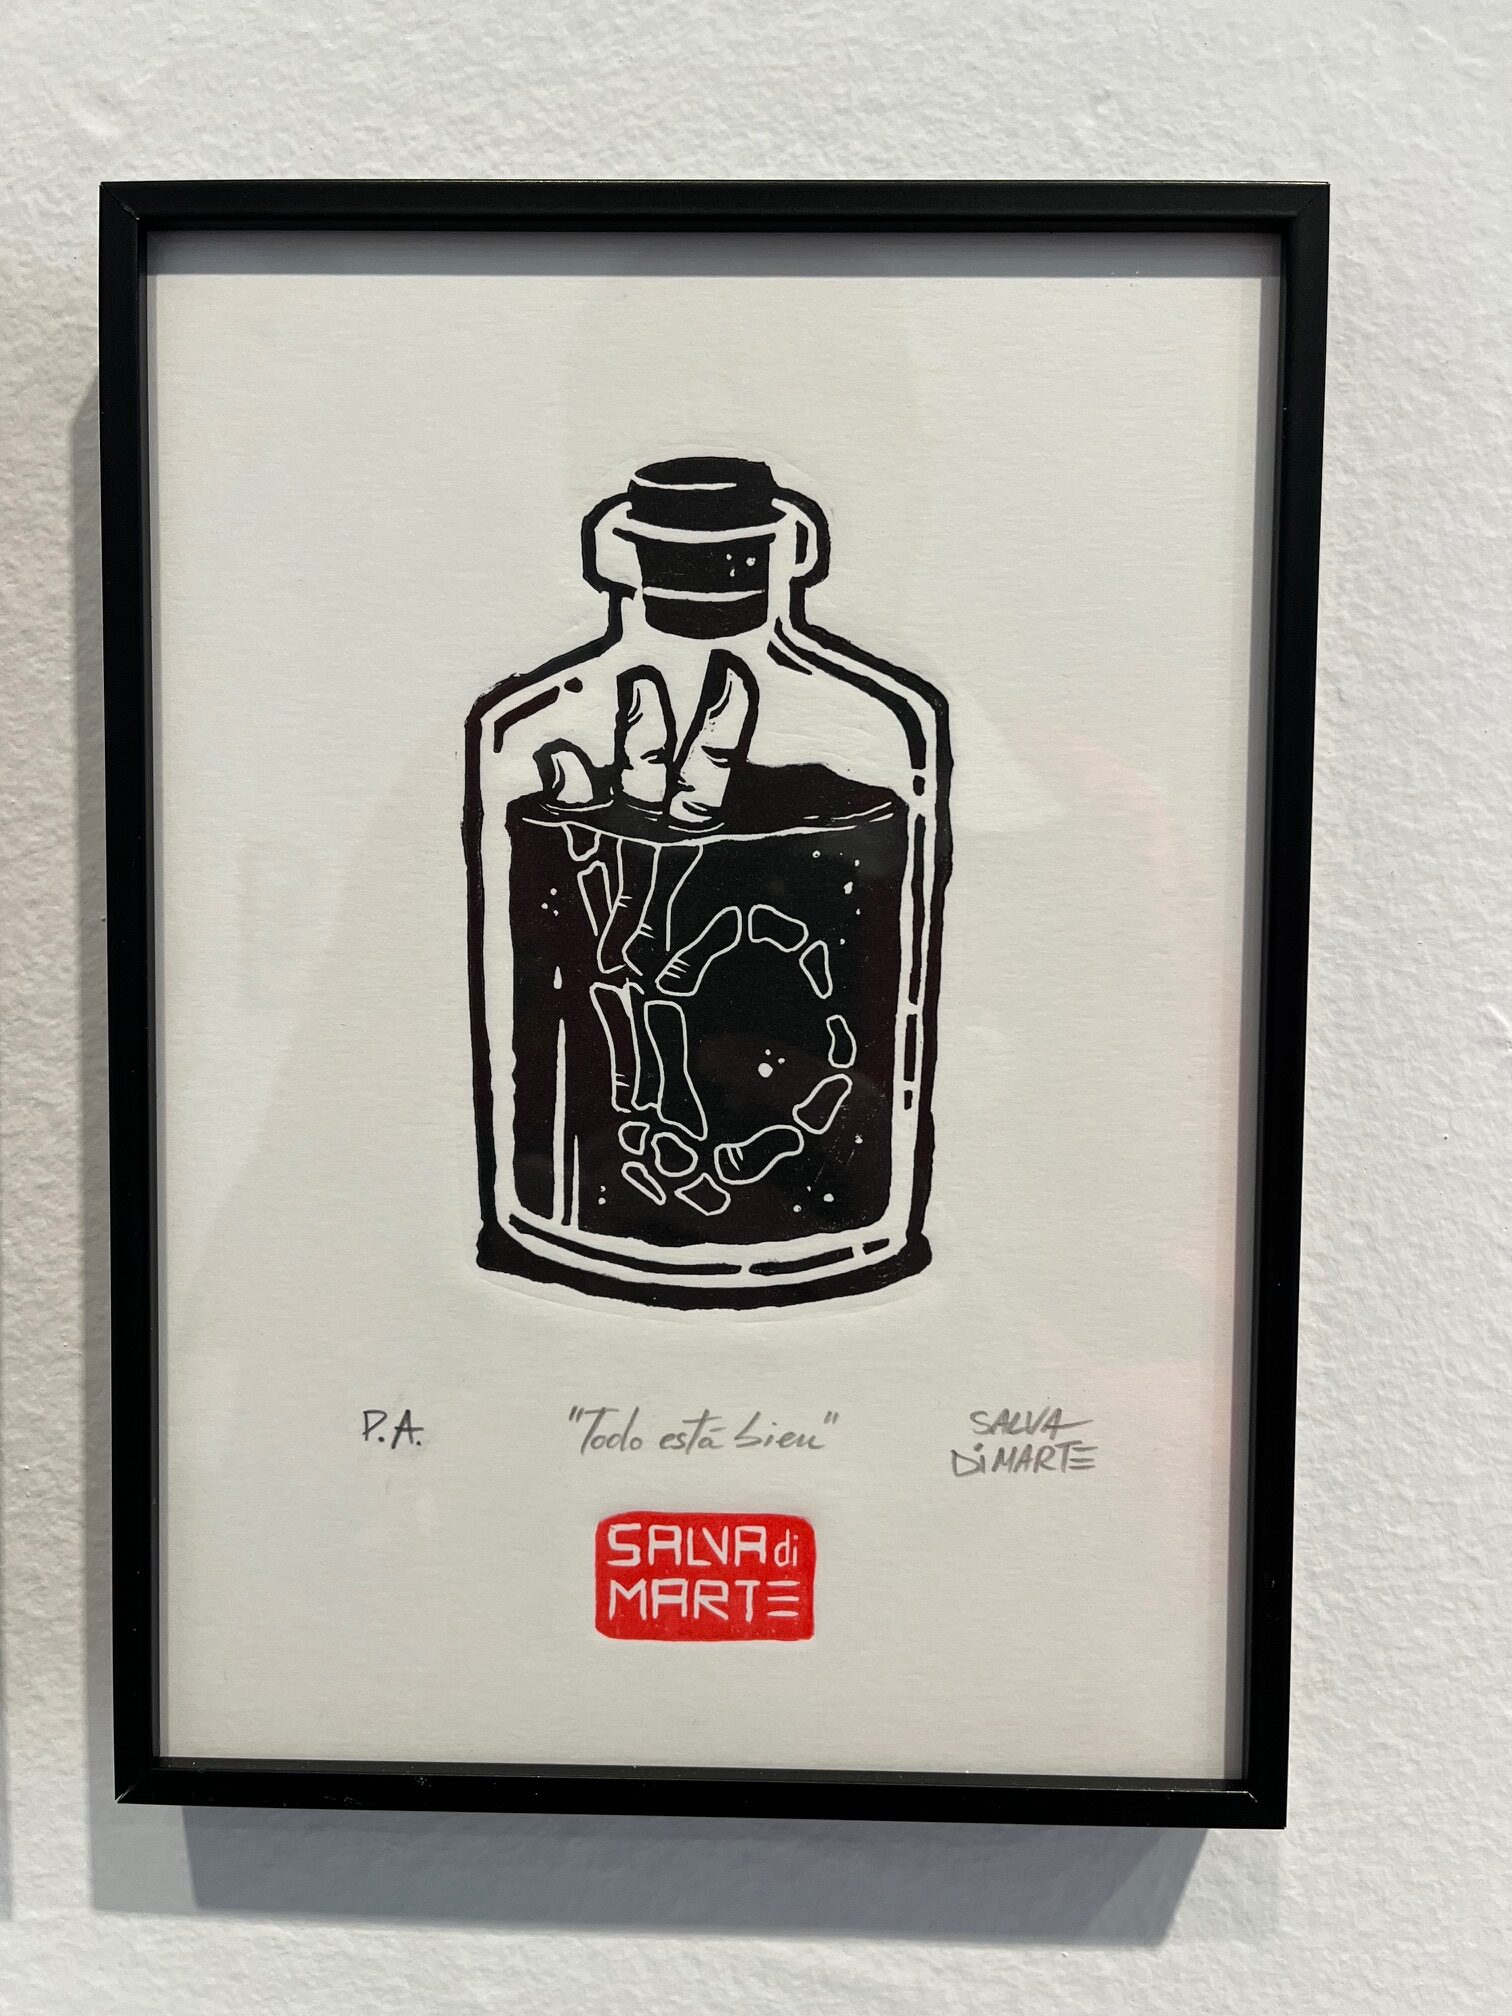 P.A.
"Todo está bien"
SALVA
Di MARTE
SALVA di
MARTE